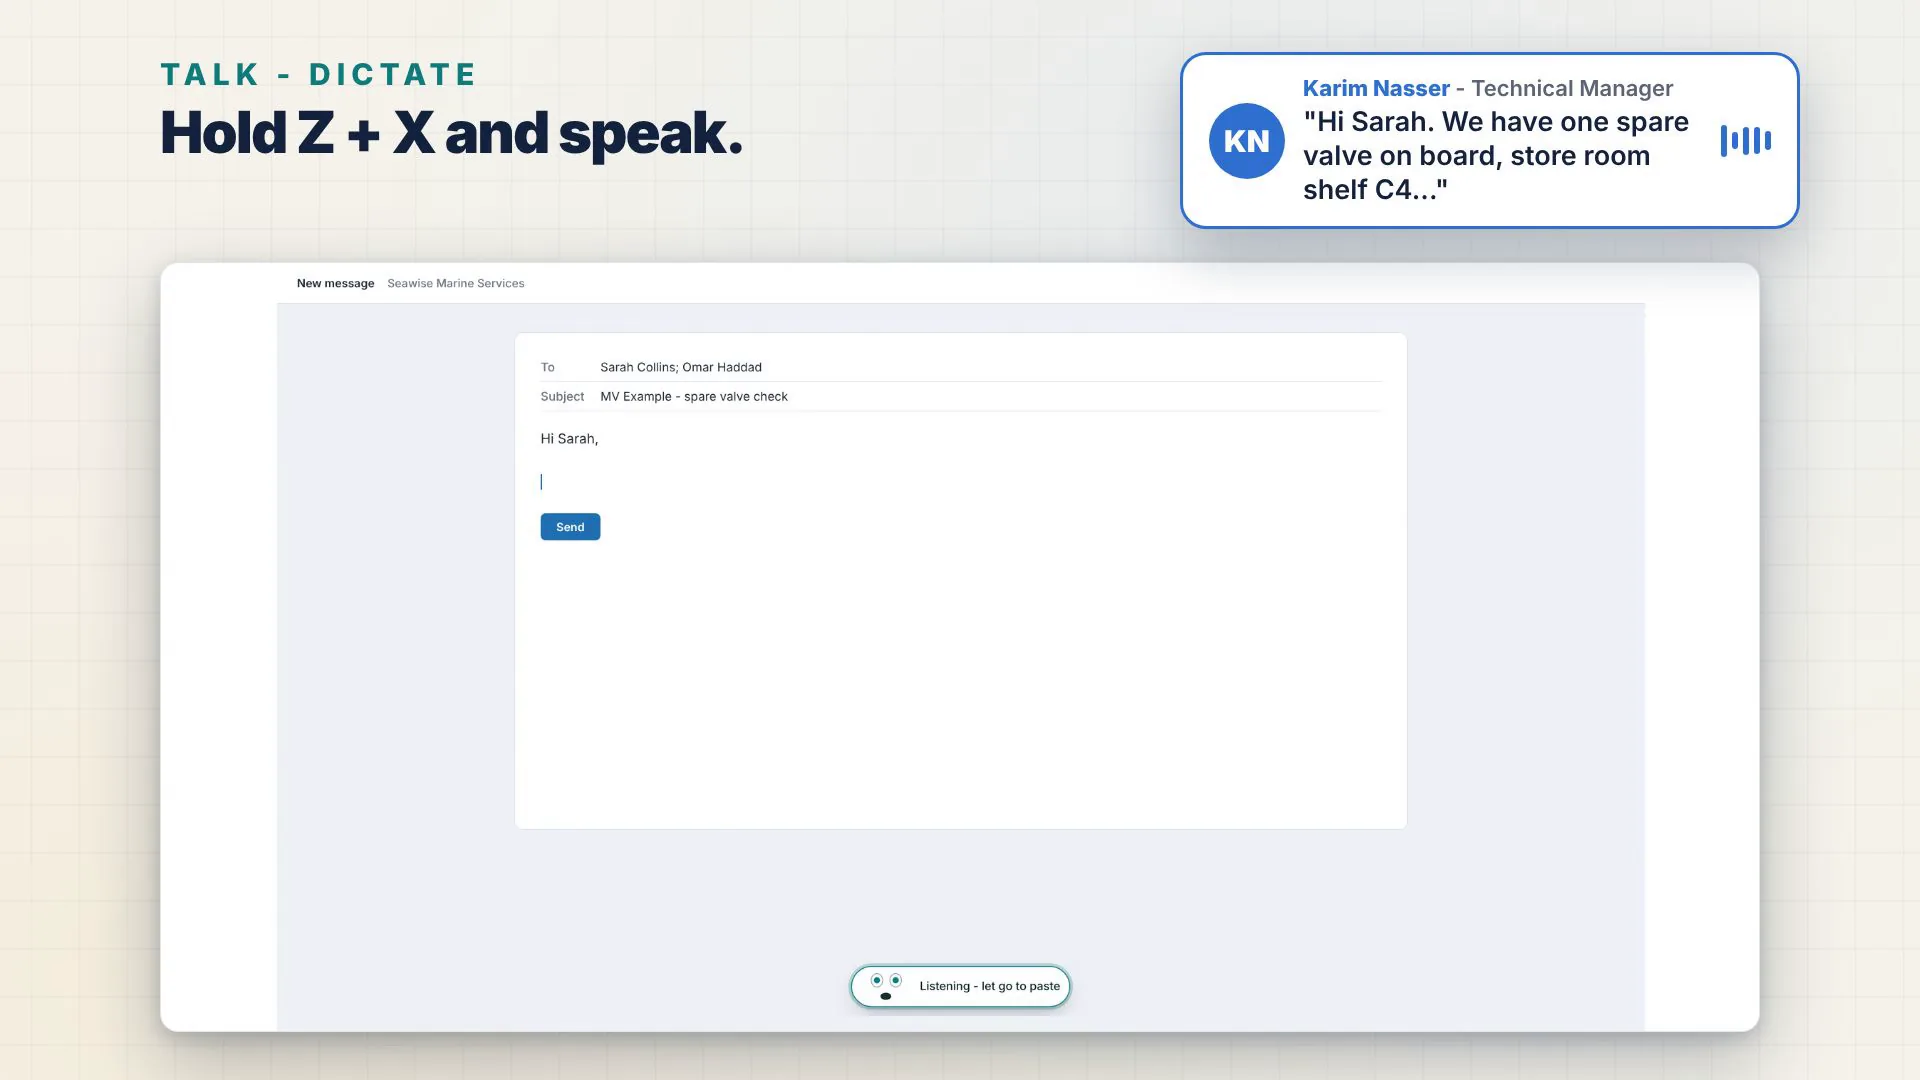 TALK - DICTATE
Hold Z + X and speak.
KN
Karim Nasser - Technical Manager
"Hi Sarah. We have one spare
valve on board, store room
shelf C4..."
New message Seawise Marine Services
To Sarah Collins; Omar Haddad
Subject MV Example - spare valve check
Hi Sarah,
Send
Listening - let go to paste